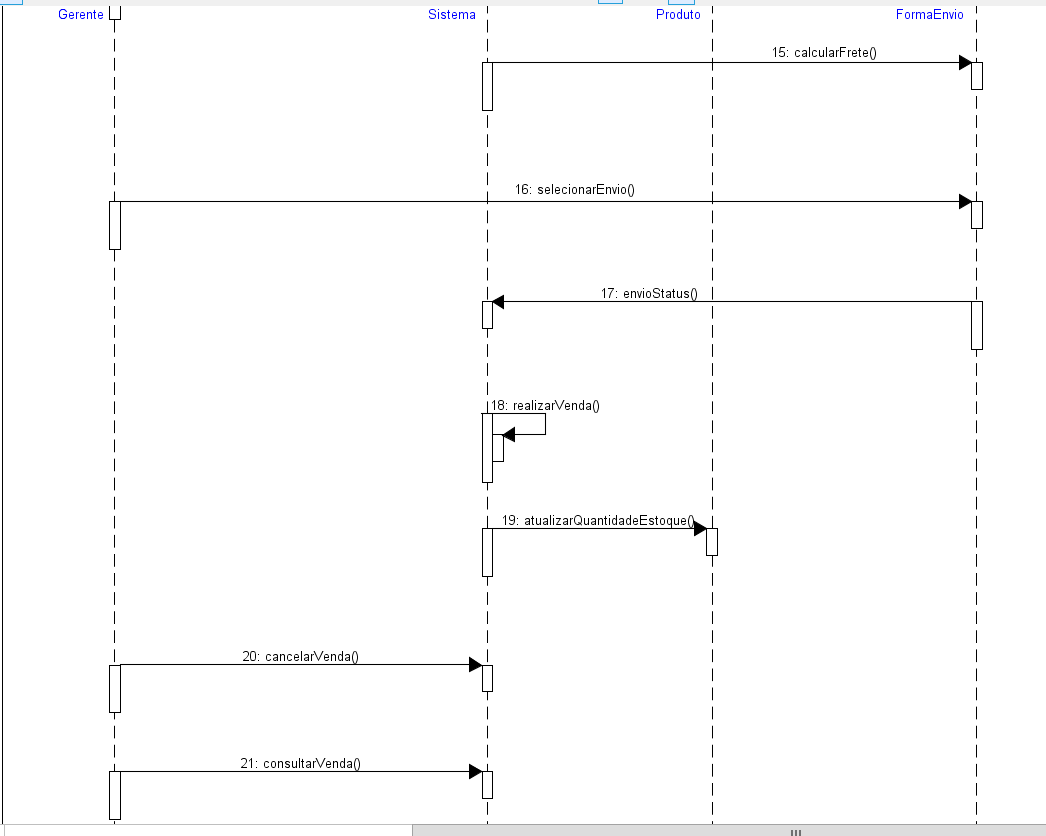 Gerente Sistema Produto FormaEnvio
15: calcularFrete()
16: selecionarEnvio()
17: envioStatus()
18: realizarVenda()
19: atualizarQuantidadeEstoque()
20: cancelarVenda()
21: consultarVenda()